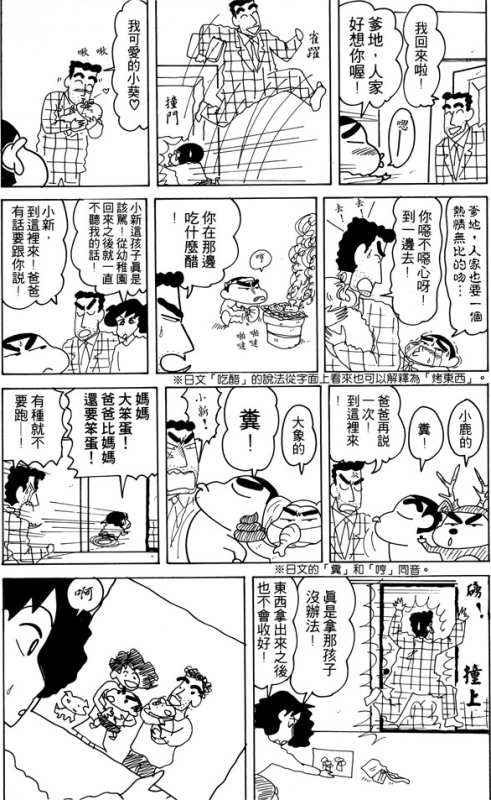 我回來啦！
爹地，人家
好想你喔！
嗯
雀躍
撞門
啾
啾
我可愛的小葵♡
爹地，人家也要一個
熱情無比的吻…
你噁不噁心呀！
到一邊去！
去！
去！
哼
你在那邊
吃什麼醋
！
啪噠
啪噠
小新這孩子真是
該罵！從幼稚園
回來之後就一直
不聽我的話！
小新，
到這裡來！爸爸
有話要跟你說！
※日文「吃醋」的說法從字面上看來也可以解釋為「烤東西」。
小鹿的
糞！
爸爸再說
一次！
到這裡來
！
大象的
糞！
小新！
媽媽
大笨蛋！
爸爸比媽媽
還要笨蛋！
有種就不
要跑！
※日文的「糞」和「哼」同音。
磅！
撞上
真是拿那孩子
沒辦法！
東西拿出來之後
也不會收好！
啊